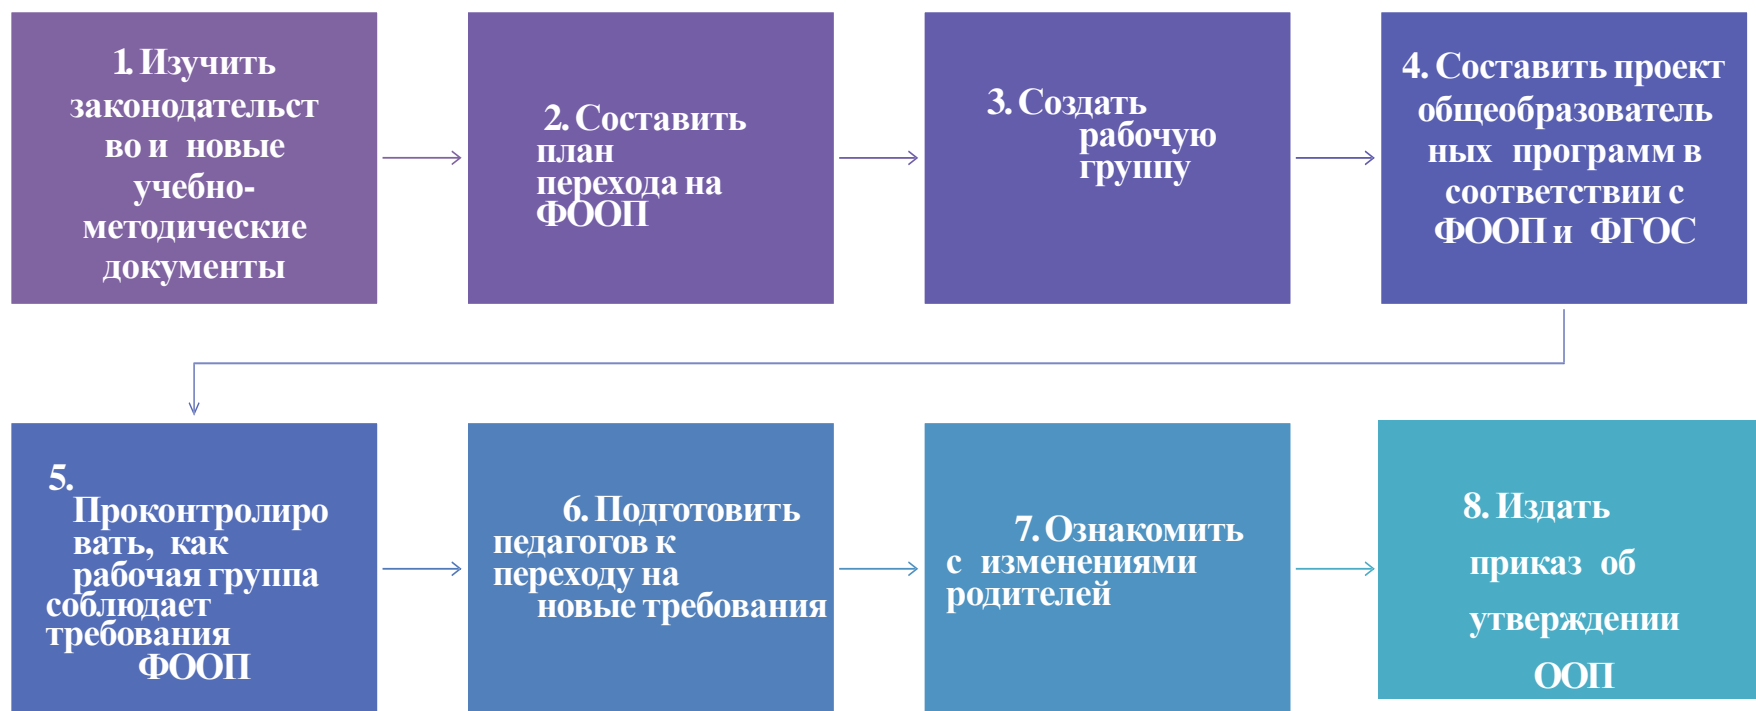 1. Изучить
законодательст
во и новые
учебно-
методические
документы
2. Составить
план
перехода на
ФООП
3. Создать
рабочую
группу
4. Составить проект
общеобразователь
ных программ в
соответствии с
ФООП и ФГОС
5.
Проконтролиро
вать, как
рабочая группа
соблюдает
требования
ФООП
6. Подготовить
педагогов к
переходу на
новые требования
7. Ознакомить
с изменениями
родителей
8. Издать
приказ об
утверждении
ООП